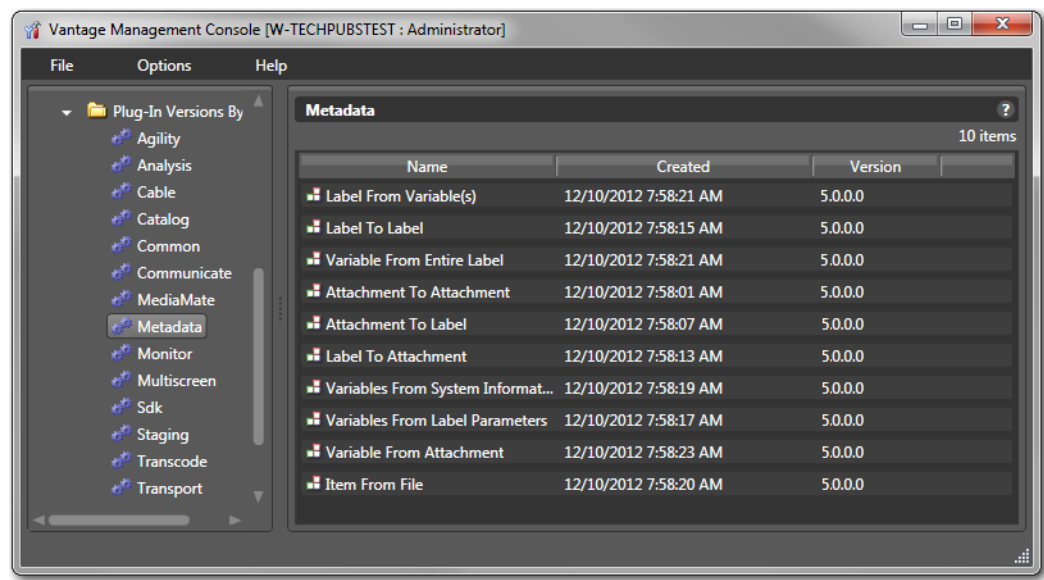 Vantage Management Console [W-TECHPUBSTEST : Administrator]
File Options Help
Plug-In Versions By
Agility
Analysis
Cable
Catalog
Common
Communicate
MediaMate
Metadata
Monitor
Multiscreen
Sdk
Staging
Transcode
Transport
Metadata ?
10 items
Name Created Version
Label From Variable(s) 12/10/2012 7:58:21 AM 5.0.0.0
Label To Label 12/10/2012 7:58:15 AM 5.0.0.0
Variable From Entire Label 12/10/2012 7:58:21 AM 5.0.0.0
Attachment To Attachment 12/10/2012 7:58:01 AM 5.0.0.0
Attachment To Label 12/10/2012 7:58:07 AM 5.0.0.0
Label To Attachment 12/10/2012 7:58:13 AM 5.0.0.0
Variables From System Informat... 12/10/2012 7:58:19 AM 5.0.0.0
Variables From Label Parameters 12/10/2012 7:58:17 AM 5.0.0.0
Variable From Attachment 12/10/2012 7:58:23 AM 5.0.0.0
Item From File 12/10/2012 7:58:20 AM 5.0.0.0